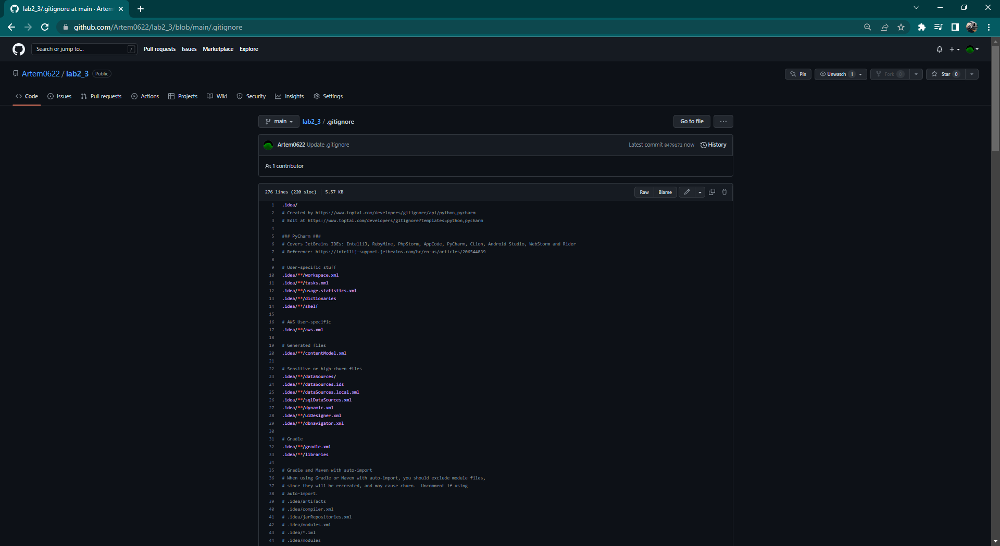 lab2_3/.gitignore at main · Artem
github.com/Artem0622/lab2_3/blob/main/.gitignore
Search or jump to... /
Pull requests Issues Marketplace Explore
Artem0622 / lab2_3 Public
Pin Unwatch 1 Fork 0 Star 0
Code Issues Pull requests Actions Projects Wiki Security Insights Settings
main lab2_3 / .gitignore Go to file ...
Artem0622 Update .gitignore Latest commit 8479172 now History
1 contributor
276 lines (220 sloc) 5.57 KB Raw Blame
1 .idea/
2 # Created by https://www.toptal.com/developers/gitignore/api/python,pycharm
3 # Edit at https://www.toptal.com/developers/gitignore?templates=python,pycharm
4
5 ### PyCharm ###
6 # Covers JetBrains IDEs: IntelliJ, RubyMine, PhpStorm, AppCode, PyCharm, CLion, Android Studio, WebStorm and Rider
7 # Reference: https://intellij-support.jetbrains.com/hc/en-us/articles/206544839
8
9 # User-specific stuff
10 .idea/**/workspace.xml
11 .idea/**/tasks.xml
12 .idea/**/usage.statistics.xml
13 .idea/**/dictionaries
14 .idea/**/shelf
15
16 # AWS User-specific
17 .idea/**/aws.xml
18
19 # Generated files
20 .idea/**/contentModel.xml
21
22 # Sensitive or high-churn files
23 .idea/**/dataSources/
24 .idea/**/dataSources.ids
25 .idea/**/dataSources.local.xml
26 .idea/**/sqlDataSources.xml
27 .idea/**/dynamic.xml
28 .idea/**/uiDesigner.xml
29 .idea/**/dbnavigator.xml
30
31 # Gradle
32 .idea/**/gradle.xml
33 .idea/**/libraries
34
35 # Gradle and Maven with auto-import
36 # When using Gradle or Maven with auto-import, you should exclude module files,
37 # since they will be recreated, and may cause churn.  Uncomment if using
38 # auto-import.
39 # .idea/artifacts
40 # .idea/compiler.xml
41 # .idea/jarRepositories.xml
42 # .idea/modules.xml
43 # .idea/*.iml
44 # .idea/modules